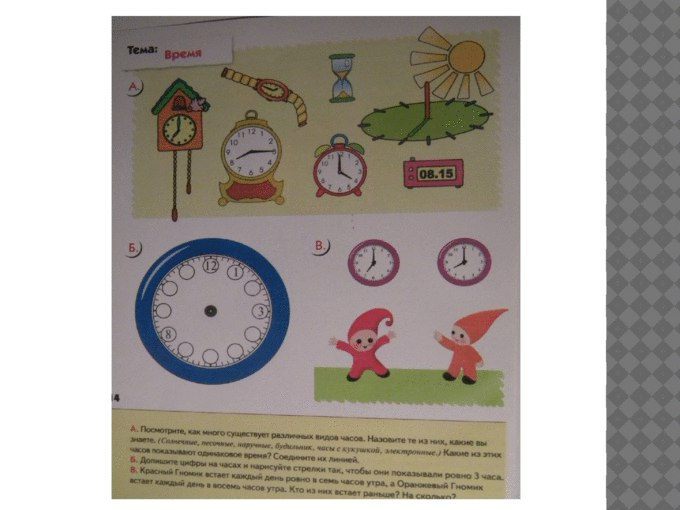 Тема: Время
А.
08.15
Б.
В.
12
1
3
8
14
А. Посмотрите, как много существует различных видов часов. Назовите те из них, какие вы
знаете. (Солнечные, песочные, наручные, будильник, часы с кукушкой, электронные.) Какие из этих
часов показывают одинаковое время? Соедините их линией.
Б. Допишите цифры на часах и нарисуйте стрелки так, чтобы они показывали ровно 3 часа.
В. Красный Гномик встает каждый день ровно в семь часов утра, а Оранжевый Гномик
встает каждый день в восемь часов утра. Кто из них встает раньше? На сколько?